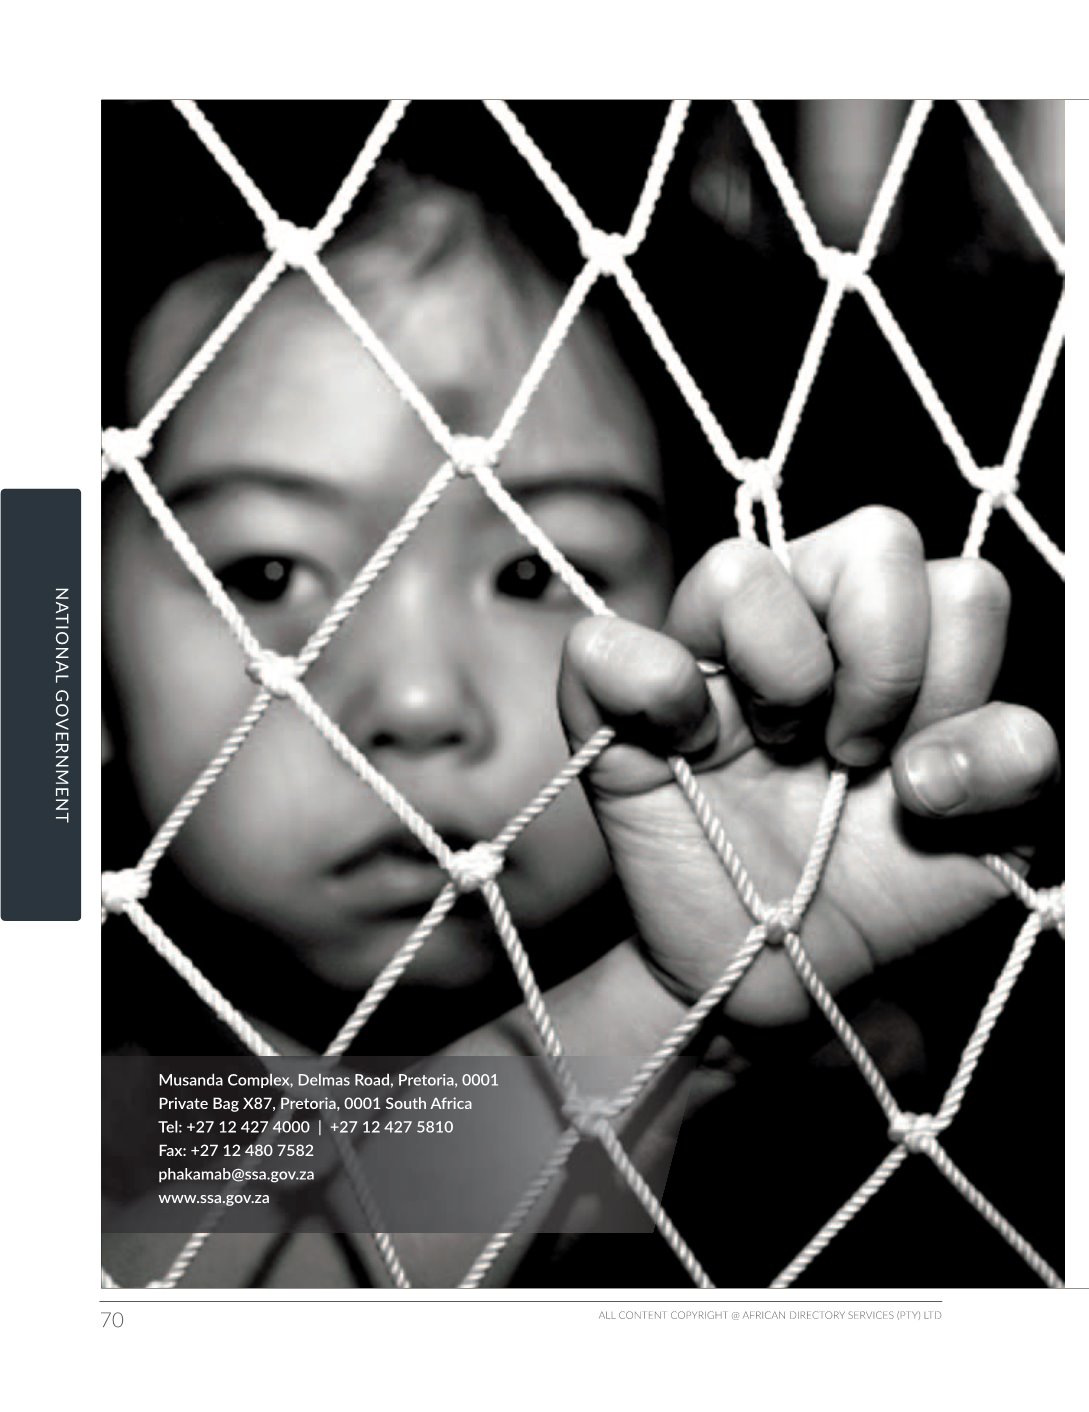 NATIONAL GOVERNMENT
Musanda Complex, Delmas Road, Pretoria, 0001
Private Bag X87, Pretoria, 0001 South Africa
Tel: +27 12 427 4000 | +27 12 427 5810
Fax: +27 12 480 7582
phakamab@ssa.gov.za
www.ssa.gov.za
70
ALL CONTENT COPYRIGHT @ AFRICAN DIRECTORY SERVICES (PTY) LTD